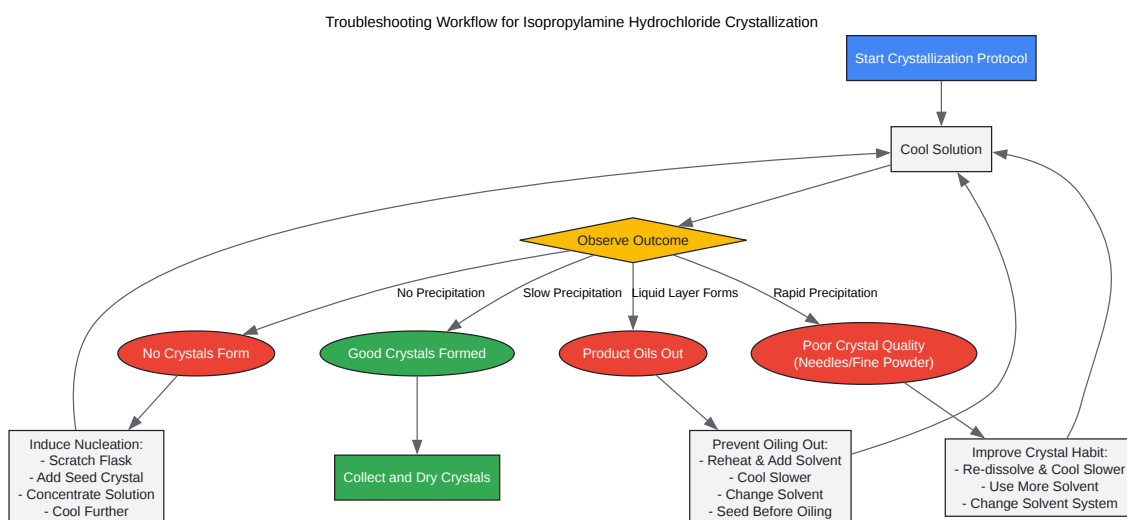 Troubleshooting Workflow for Isopropylamine Hydrochloride Crystallization
Start Crystallization Protocol
Cool Solution
Observe Outcome
No Precipitation
Slow Precipitation
Liquid Layer Forms
Rapid Precipitation
No Crystals Form
Good Crystals Formed
Product Oils Out
Poor Crystal Quality
(Needles/Fine Powder)
Induce Nucleation:
- Scratch Flask
- Add Seed Crystal
- Concentrate Solution
- Cool Further
Collect and Dry Crystals
Prevent Oiling Out:
- Reheat & Add Solvent
- Cool Slower
- Change Solvent
- Seed Before Oiling
Improve Crystal Habit:
- Re-dissolve & Cool Slower
- Use More Solvent
- Change Solvent System